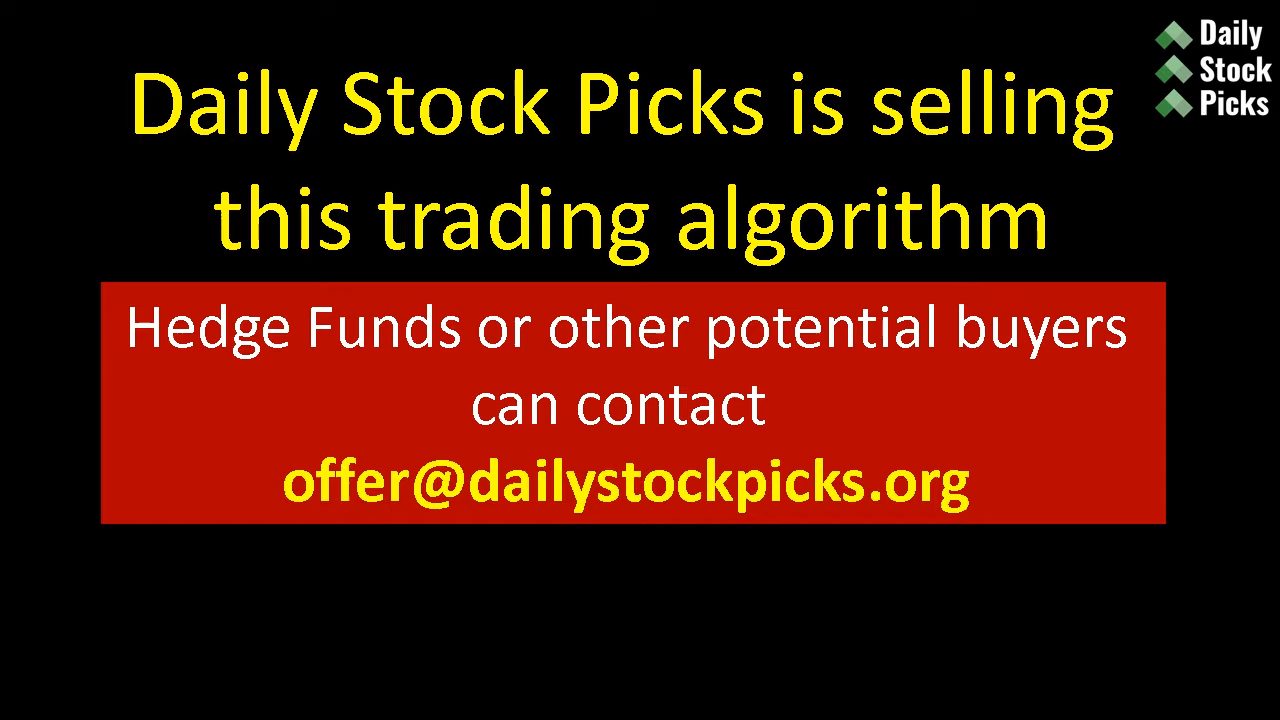 Daily Stock Picks is selling
this trading algorithm
Hedge Funds or other potential buyers
can contact
offer@dailystockpicks.org
Daily
Stock
Picks